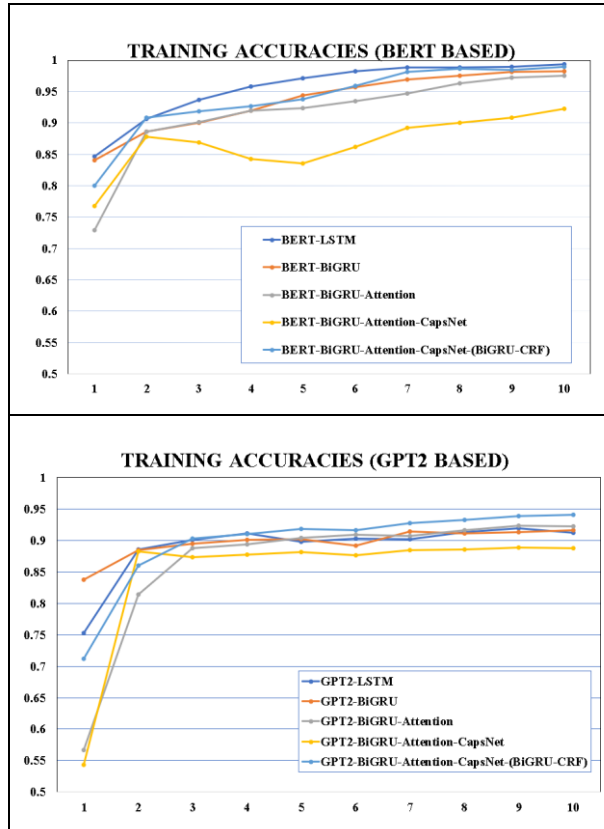 TRAINING ACCURACIES (BERT BASED)
1
0.95
0.9
0.85
0.8
0.75
0.7
0.65
0.6
0.55
0.5
BERT-LSTM
BERT-BiGRU
BERT-BiGRU-Attention
BERT-BiGRU-Attention-CapsNet
BERT-BiGRU-Attention-CapsNet-(BiGRU-CRF)
1 2 3 4 5 6 7 8 9 10
TRAINING ACCURACIES (GPT2 BASED)
1
0.95
0.9
0.85
0.8
0.75
0.7
0.65
0.6
0.55
0.5
GPT2-LSTM
GPT2-BiGRU
GPT2-BiGRU-Attention
GPT2-BiGRU-Attention-CapsNet
GPT2-BiGRU-Attention-CapsNet-(BiGRU-CRF)
1 2 3 4 5 6 7 8 9 10